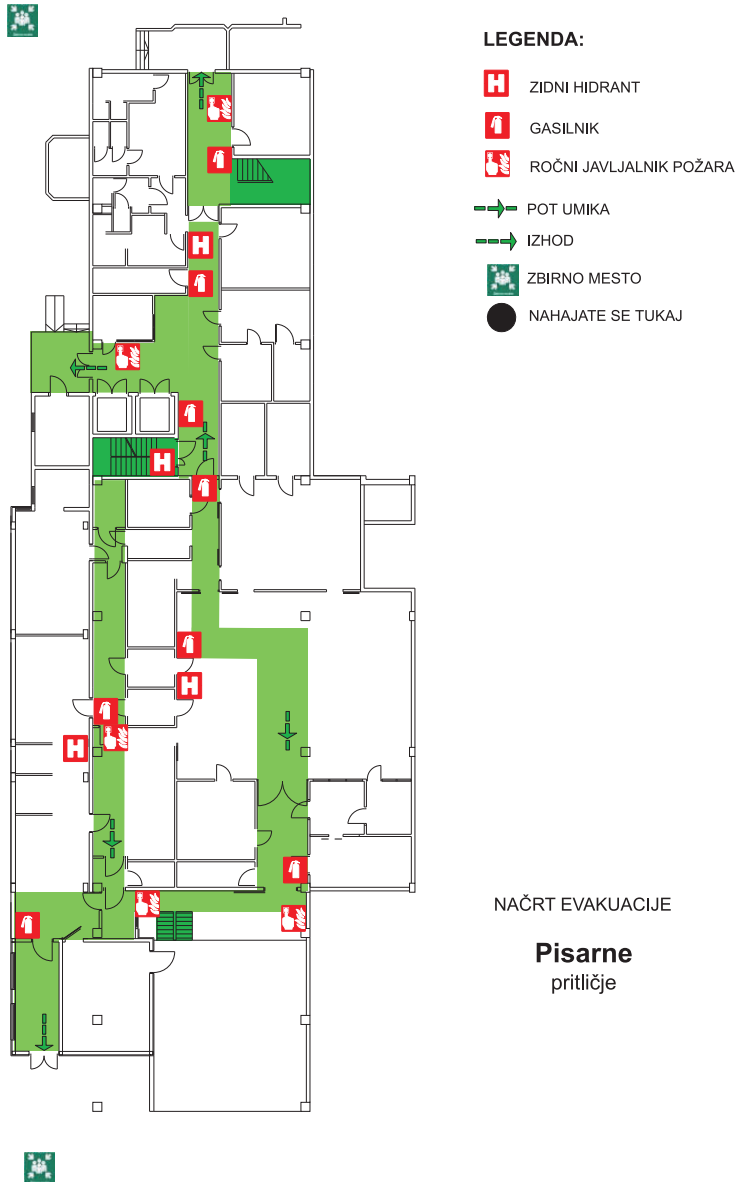 LEGENDA:
H ZIDNI HIDRANT
GASILNIK
ROČNI JAVLJALNIK POŽARA
POT UMIKA
IZHOD
ZBIRNO MESTO
NAHAJATE SE TUKAJ
H
H
H
H
NAČRT EVAKUACIJE
Pisarne
pritličje